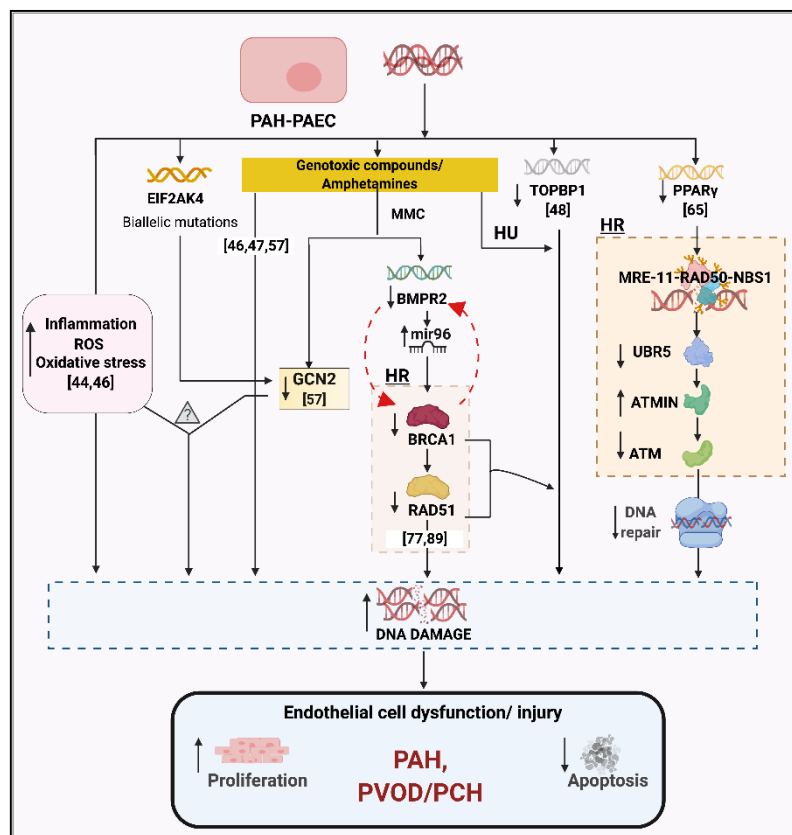 PAH-PAEC
EIF2AK4
Biallelic mutations
Genotoxic compounds/
Amphetamines
TOPBP1
[48]
PPARγ
[65]
[46,47,57]
MMC
HU
HR
MRE-11-RAD50-NBS1
BMPR2
mir96
UBR5
Inflammation
ROS
Oxidative stress
[44,46]
?
GCN2
[57]
HR
BRCA1
RAD51
[77,89]
ATMIN
ATM
DNA
repair
DNA DAMAGE
Endothelial cell dysfunction/ injury
Proliferation
PAH,
PVOD/PCH
Apoptosis